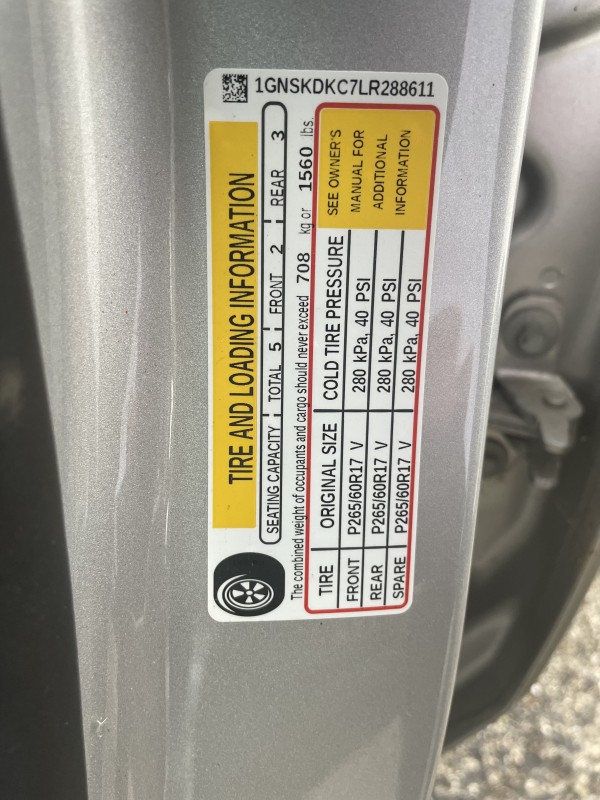 1GNSKDKC7LR288611
TIRE AND LOADING INFORMATION
SEATING CAPACITY TOTAL 5 FRONT 2 REAR 3
The combined weight of occupants and cargo should never exceed 708 kg or 1560 lbs.
TIRE ORIGINAL SIZE COLD TIRE PRESSURE
FRONT P265/60R17 V 280 kPa, 40 PSI
REAR P265/60R17 V 280 kPa, 40 PSI
SPARE P265/60R17 V 280 kPa, 40 PSI
SEE OWNER'S
MANUAL FOR
ADDITIONAL
INFORMATION